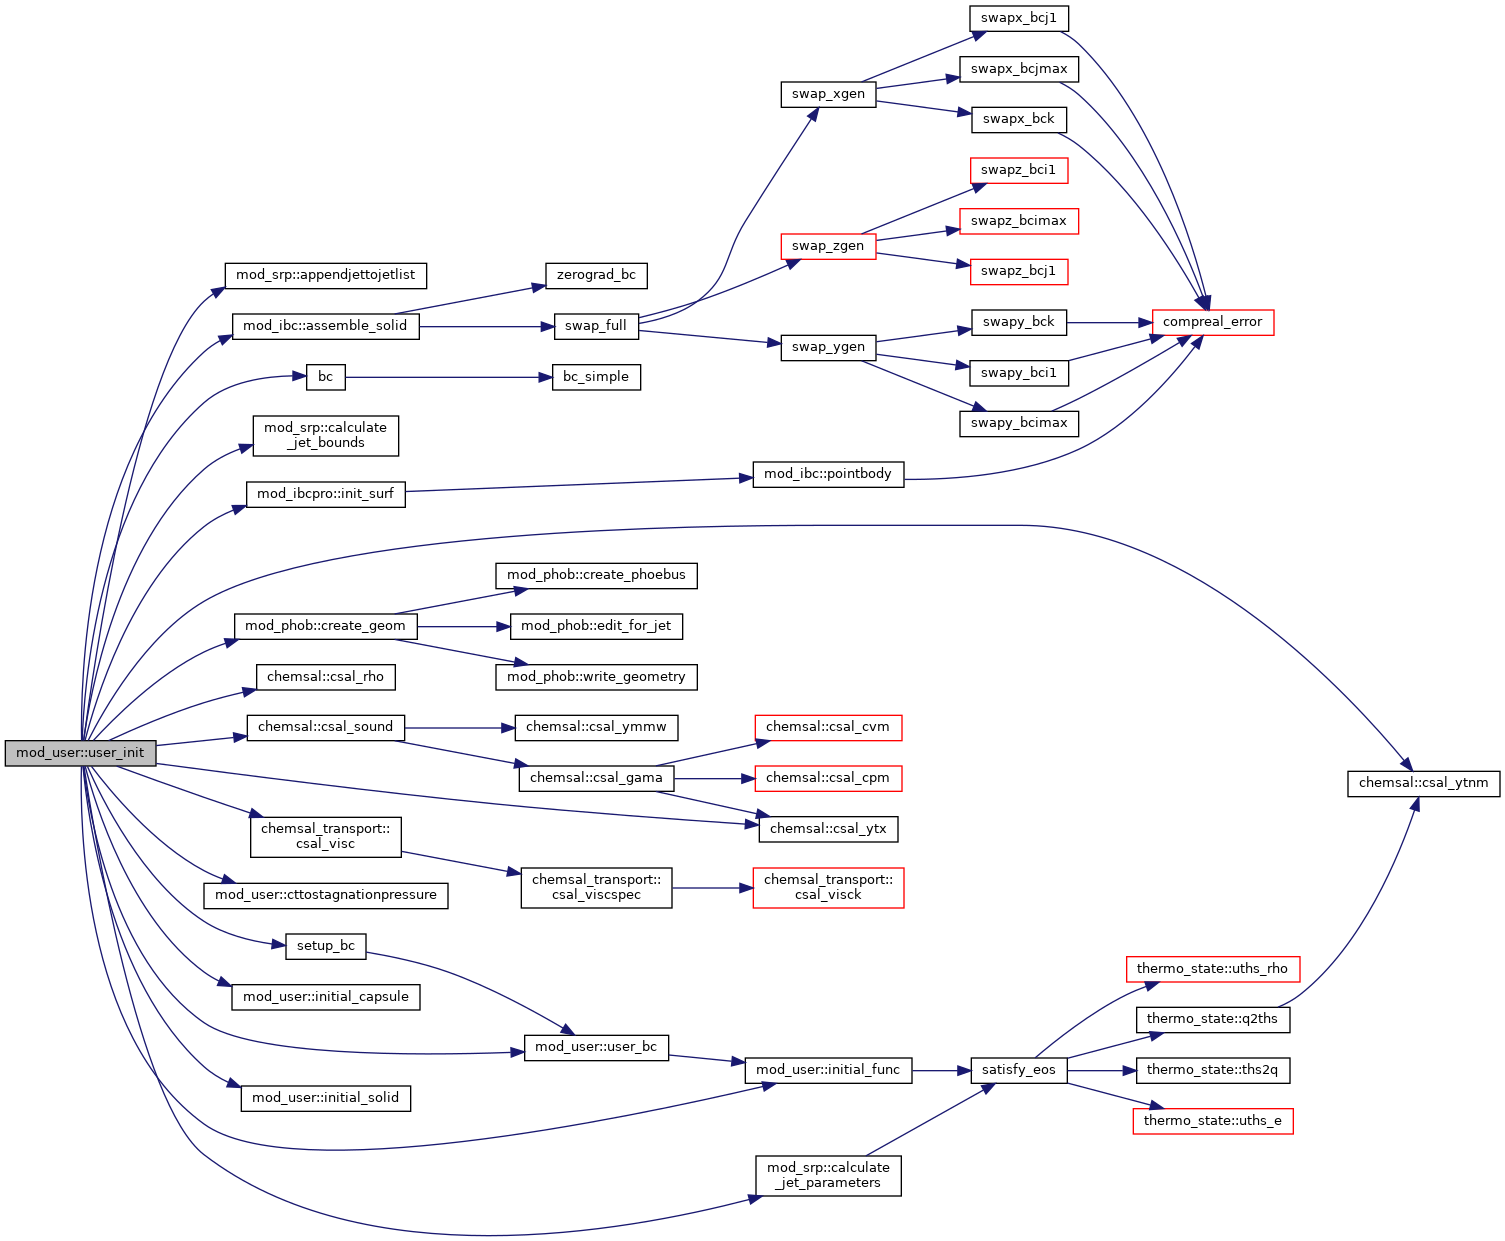 swapx_bcj1
swapx_bcjmax
swap_xgen
swapx_bck
swapz_bci1
swapz_bcimax
swap_zgen
swapz_bcj1
mod_srp::appendjettojetlist
zerograd_bc
mod_ibc::assemble_solid
swap_full
swapy_bck
compreal_error
swap_ygen
swapy_bci1
bc
bc_simple
swapy_bcimax
mod_srp::calculate
_jet_bounds
mod_ibc::pointbody
mod_ibcpro::init_surf
mod_phob::create_phoebus
mod_phob::create_geom
mod_phob::edit_for_jet
chemsal::csal_rho
mod_phob::write_geometry
chemsal::csal_sound
chemsal::csal_ymmw
chemsal::csal_cvm
mod_user::user_init
chemsal::csal_gama
chemsal::csal_cpm
chemsal::csal_ytnm
chemsal_transport::
csal_visc
chemsal::csal_ytx
mod_user::cttostagnationpressure
chemsal_transport::
csal_viscspec
chemsal_transport::
csal_visck
setup_bc
mod_user::initial_capsule
thermo_state::uths_rho
thermo_state::q2ths
mod_user::user_bc
mod_user::initial_func
satisfy_eos
thermo_state::ths2q
mod_user::initial_solid
thermo_state::uths_e
mod_srp::calculate
_jet_parameters